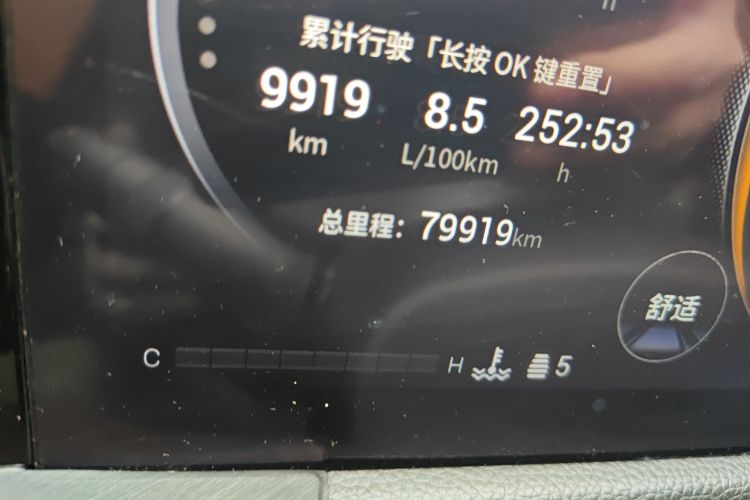 累计行驶「长按 OK 键重置」
9919 8.5 252:53
km L/100km h
总里程：79919km
舒适
C H 5